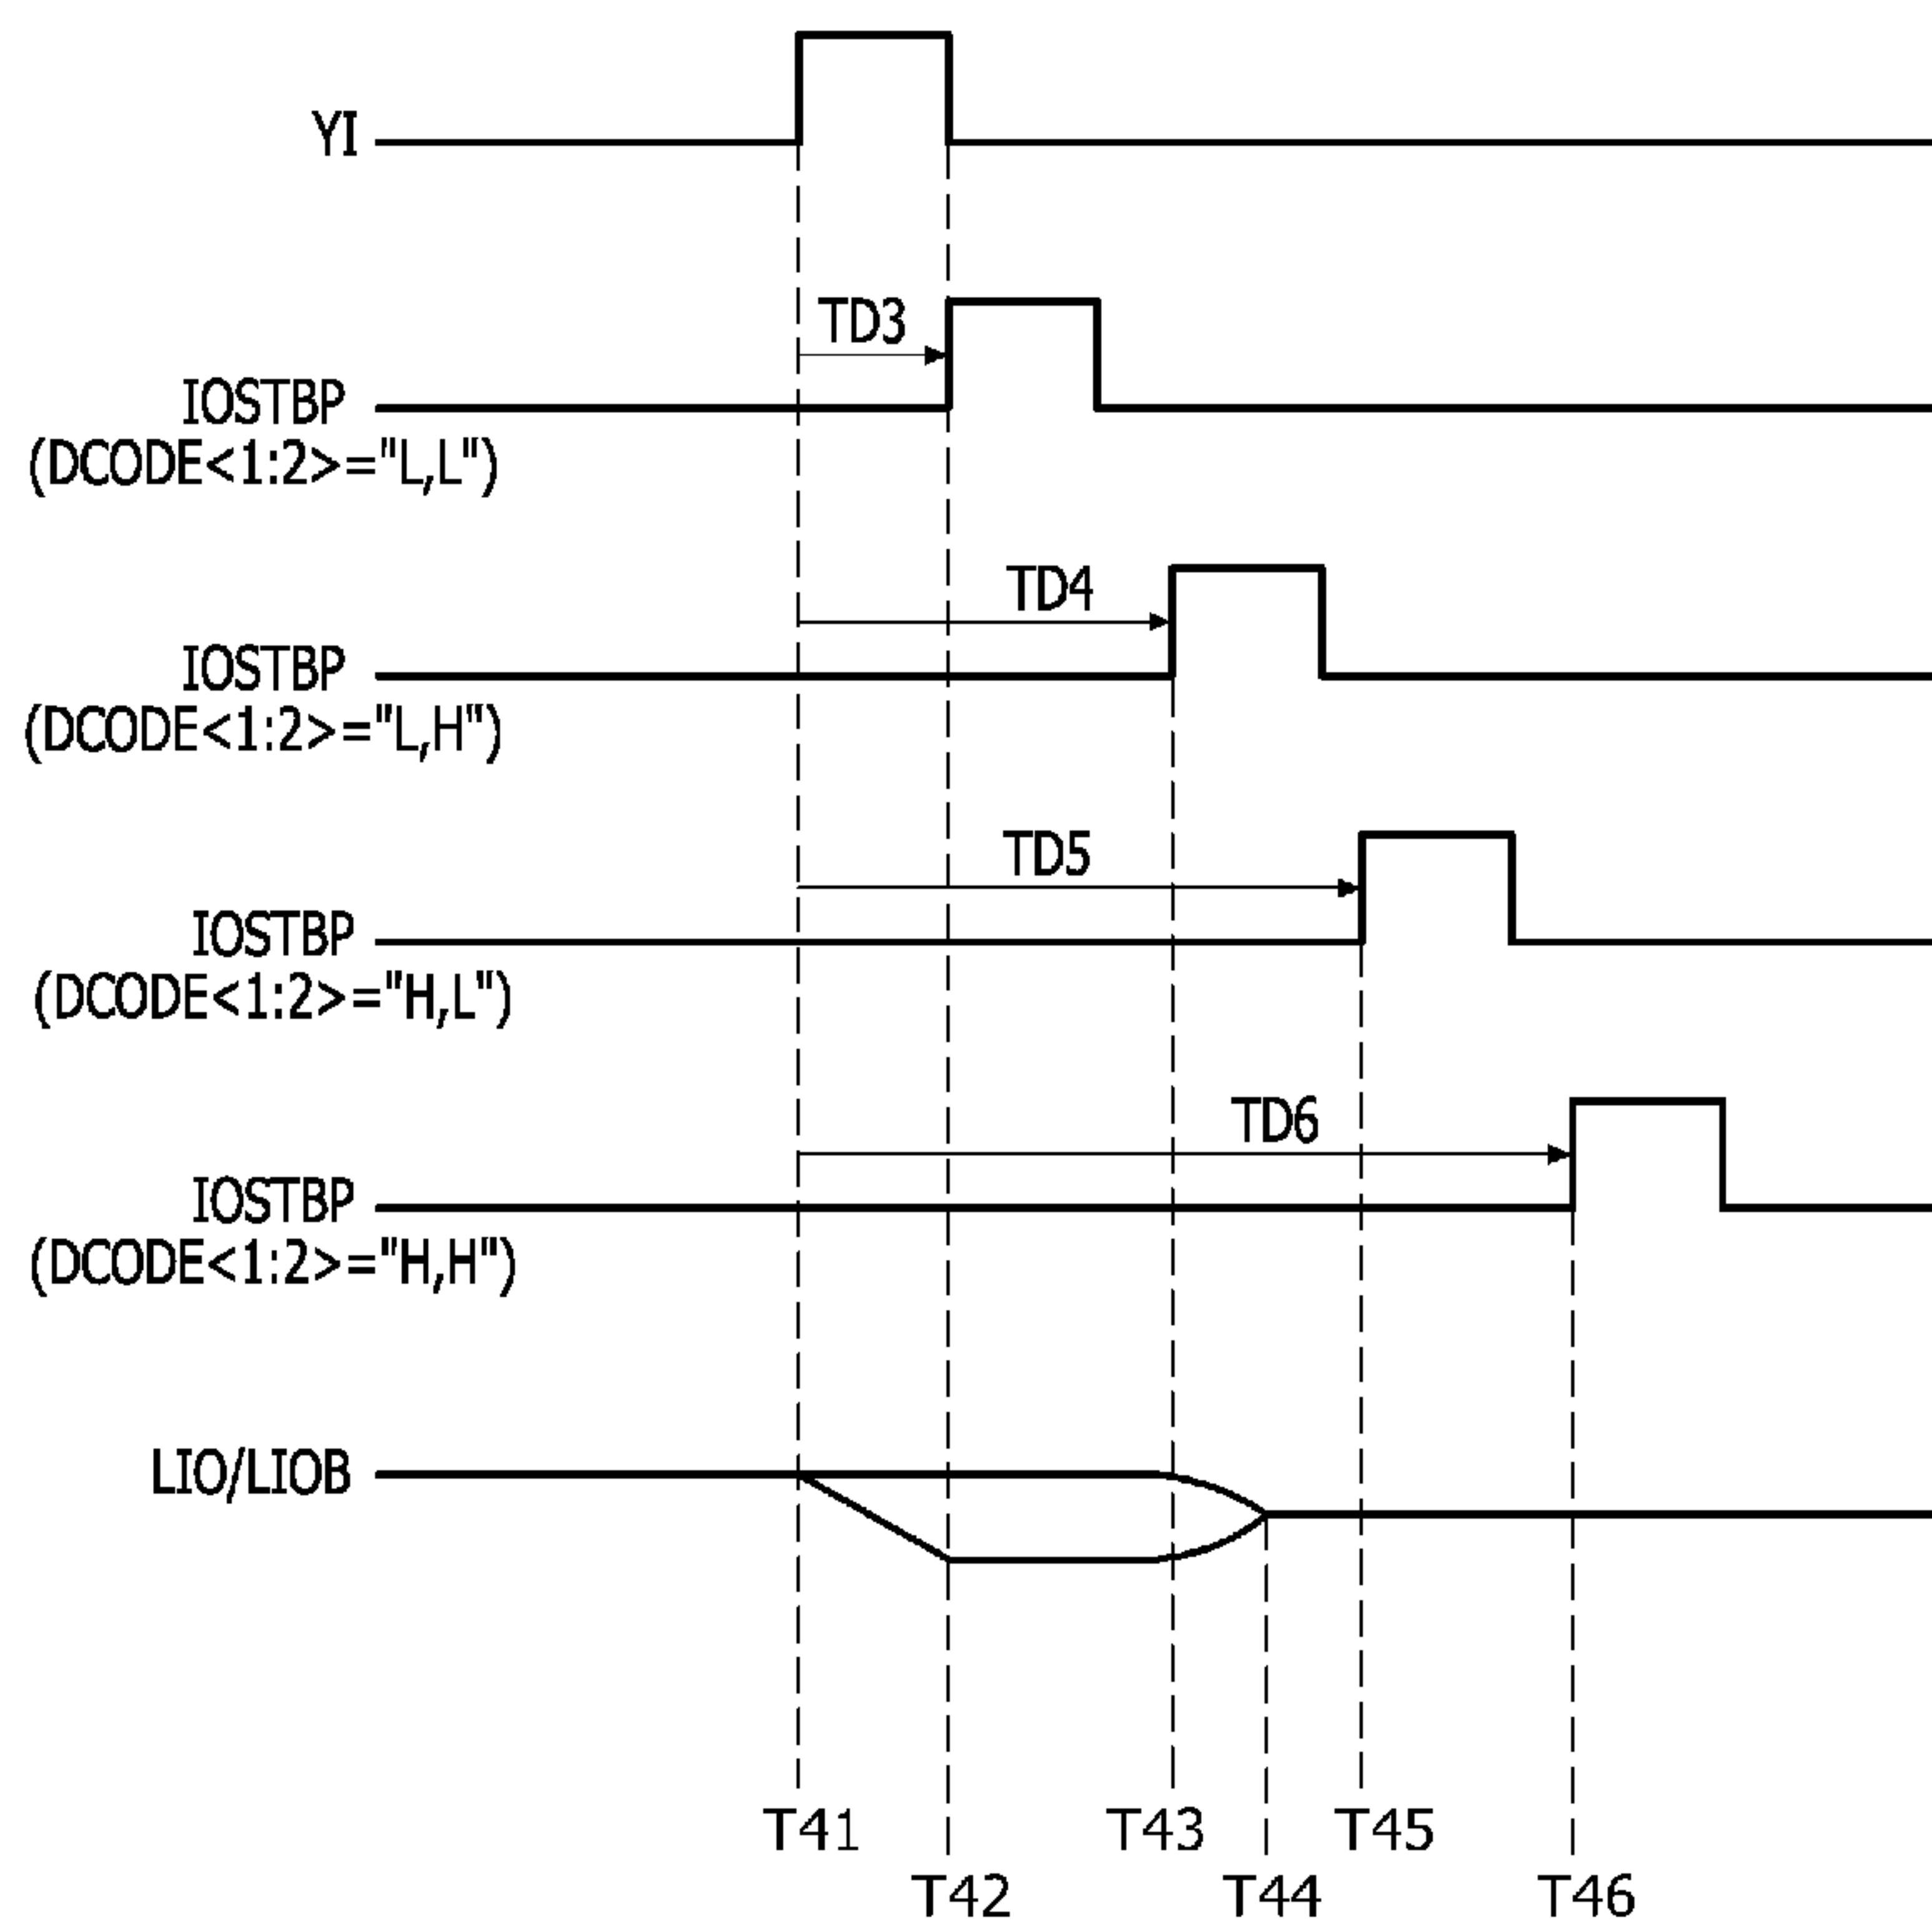 YI
TD3
IOSTBP
(DCODE<1:2>="L,L")
TD4
IOSTBP
(DCODE<1:2>="L,H")
TD5
IOSTBP
(DCODE<1:2>="H,L")
TD6
IOSTBP
(DCODE<1:2>="H,H")
LIO/LIOB
T41 T43 T45
T42 T44 T46